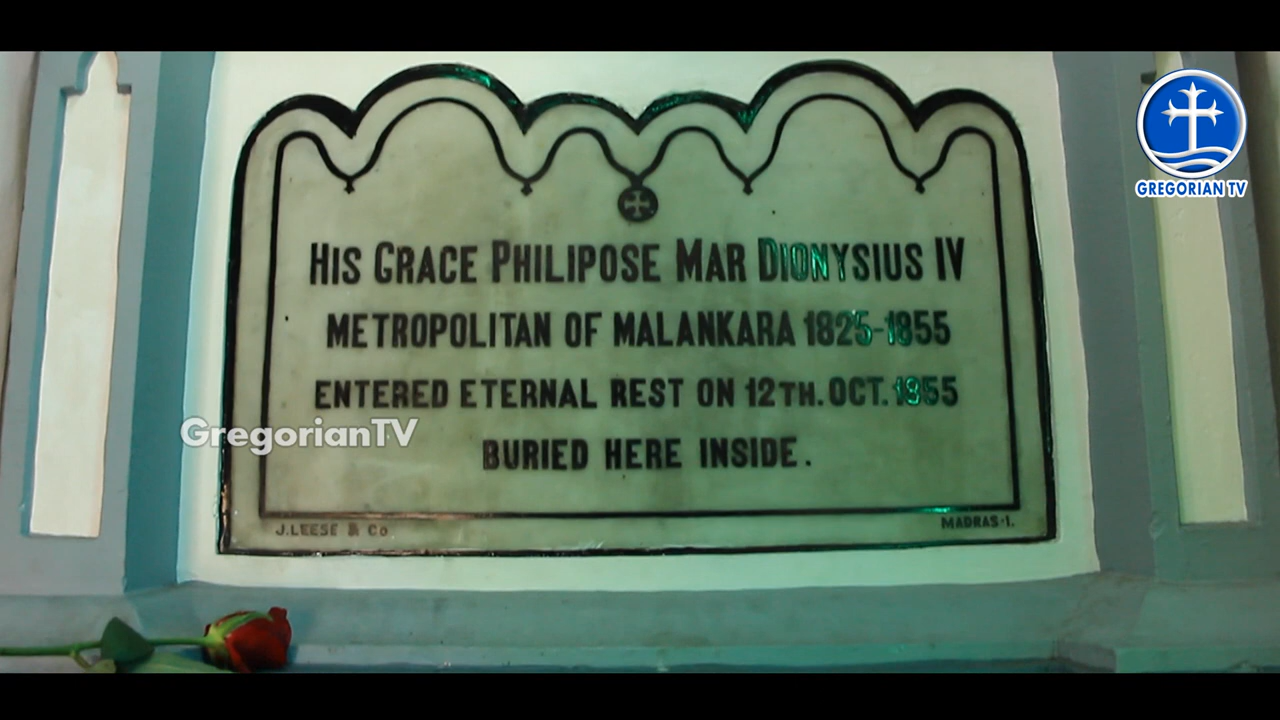 GREGORIAN TV
HIS GRACE PHILIPOSE MAR DIONYSIUS IV
METROPOLITAN OF MALANKARA 1825-1855
ENTERED ETERNAL REST ON 12TH. OCT. 1855
BURIED HERE INSIDE.
GregorianTV
J. LEESE & Co
MADRAS-1.